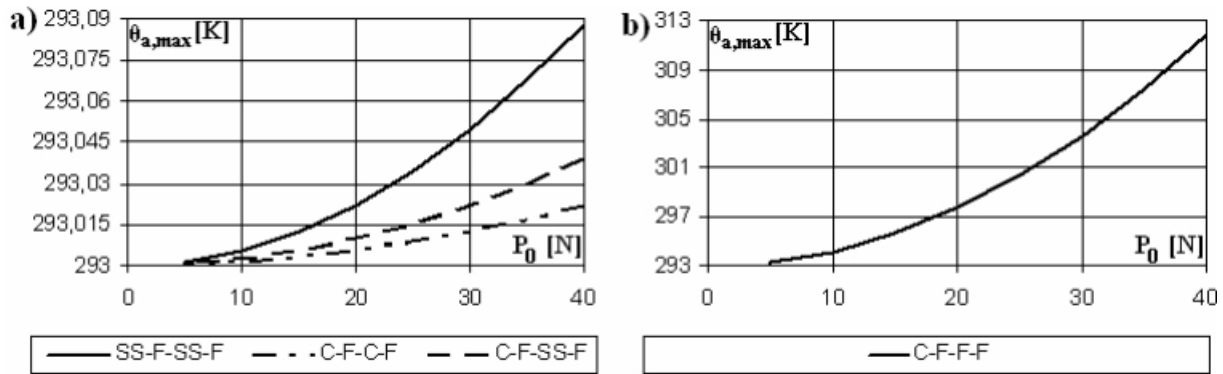 a)
θa,max [K]
293,09
293,075
293,06
293,045
293,03
293,015
293
P0 [N]
0 10 20 30 40
SS-F-SS-F C-F-C-F C-F-SS-F
b)
θa,max [K]
313
309
305
301
297
293
P0 [N]
0 10 20 30 40
C-F-F-F